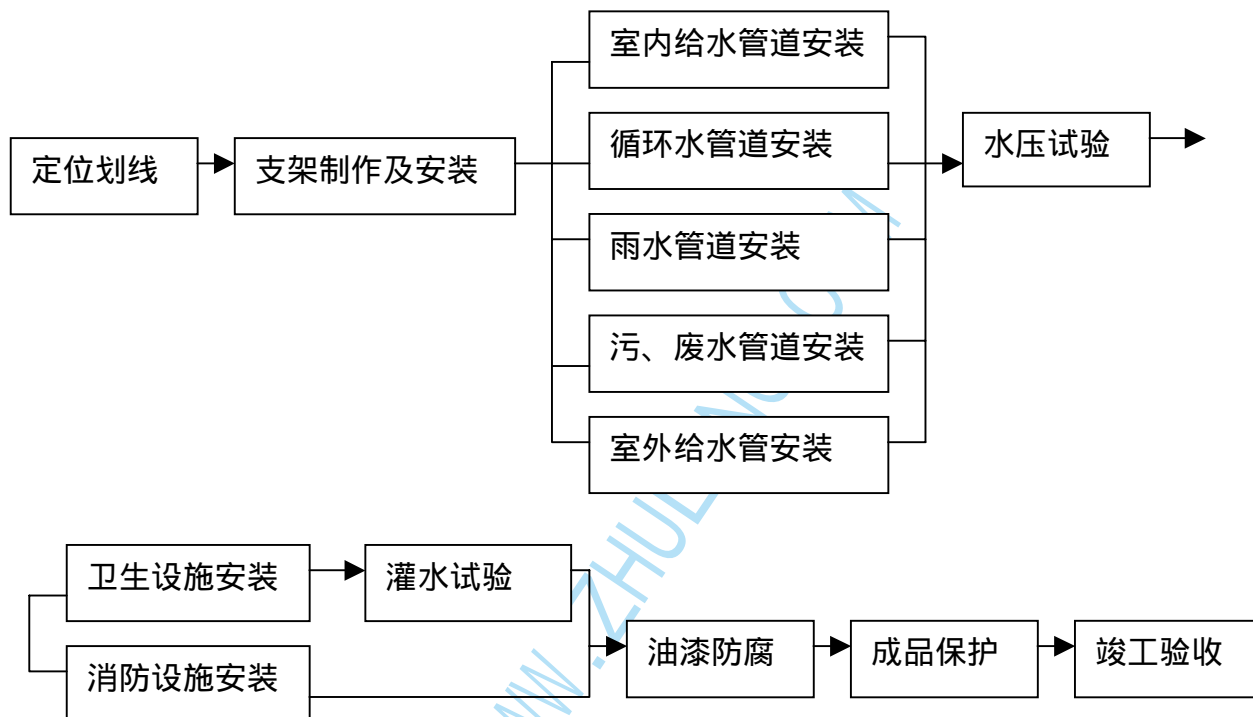 室内给水管道安装
循环水管道安装
水压试验
定位划线
支架制作及安装
雨水管道安装
污、废水管道安装
室外给水管安装
卫生设施安装
灌水试验
油漆防腐
成品保护
竣工验收
消防设施安装